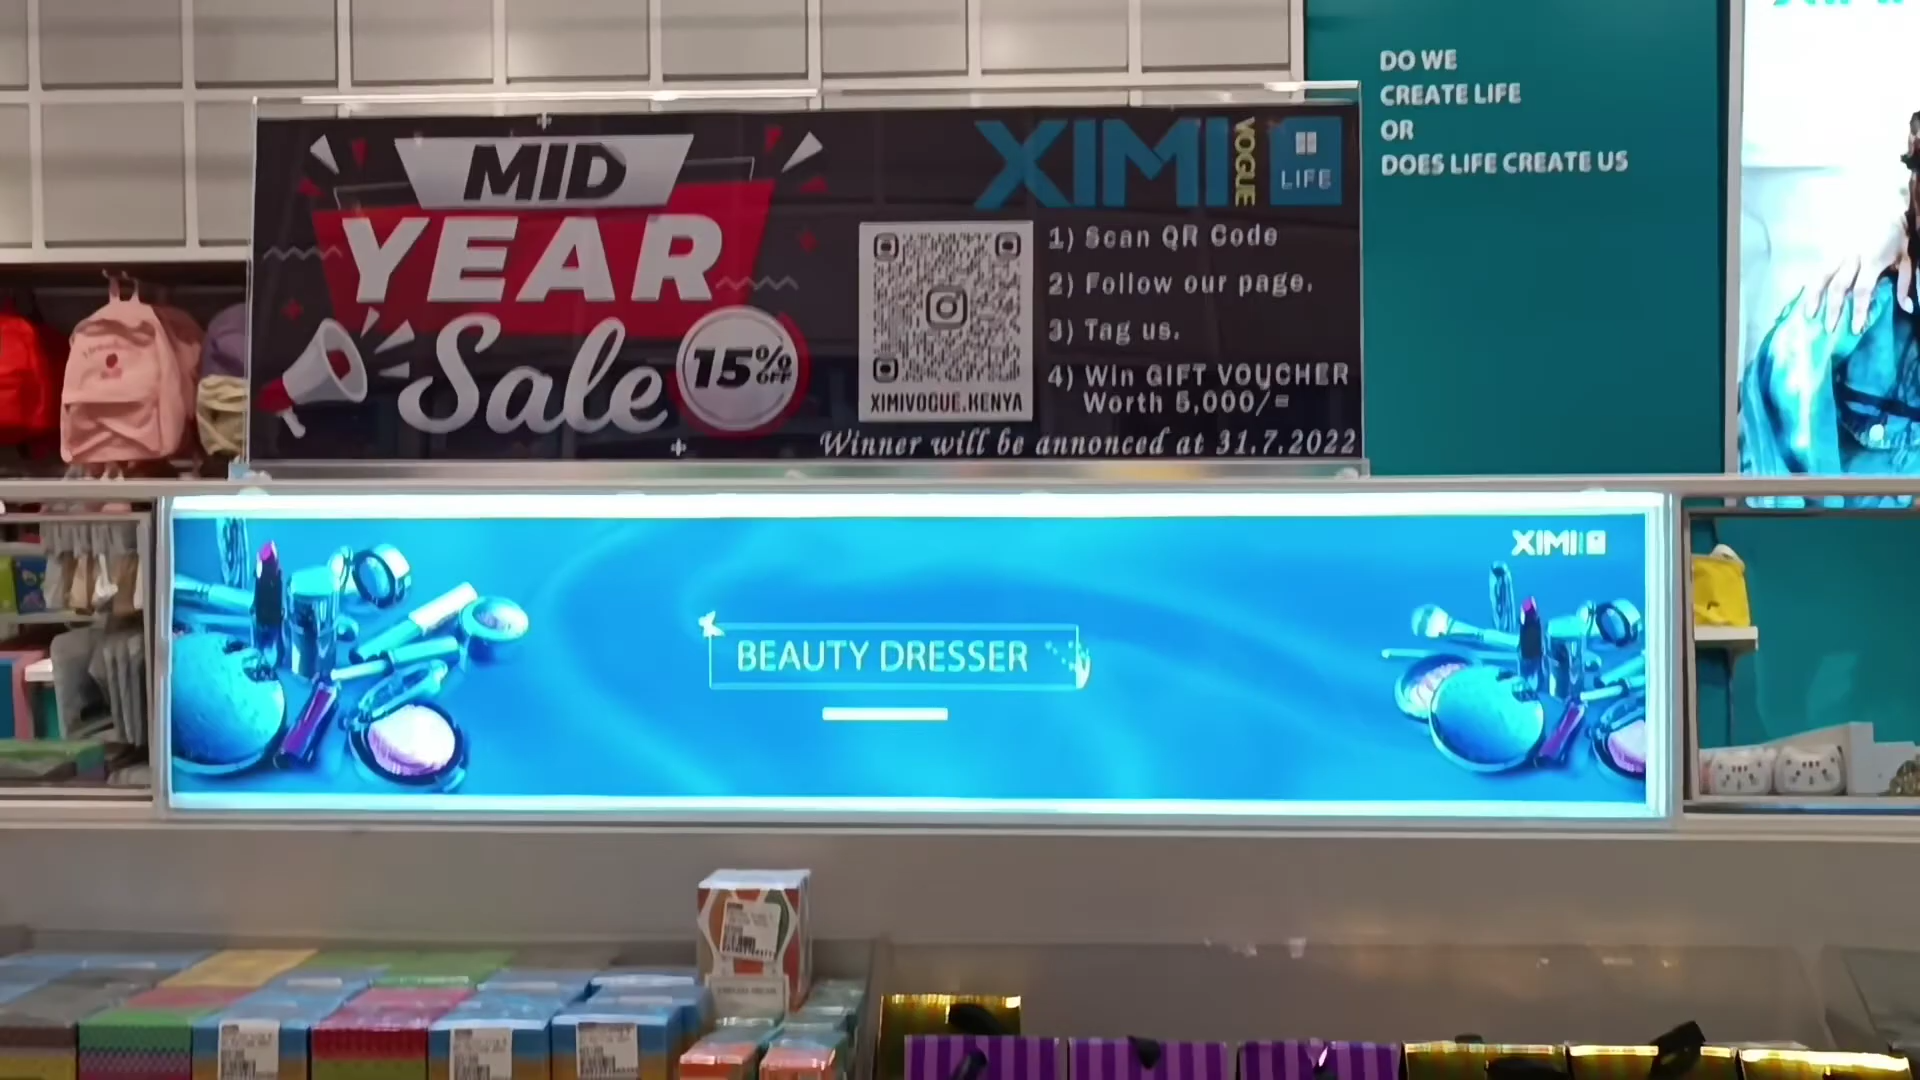 MID
YEAR
Sale
15%
OFF
XIMI
VOGUE
LIFE
1) Scan QR Code
2) Follow our page.
3) Tag us.
4) Win GIFT VOUCHER
Worth 5,000/=
XIMIVOGUE.KENYA
Winner will be annonced at 31.7.2022
DO WE
CREATE LIFE
OR
DOES LIFE CREATE US
XIMI
BEAUTY DRESSER